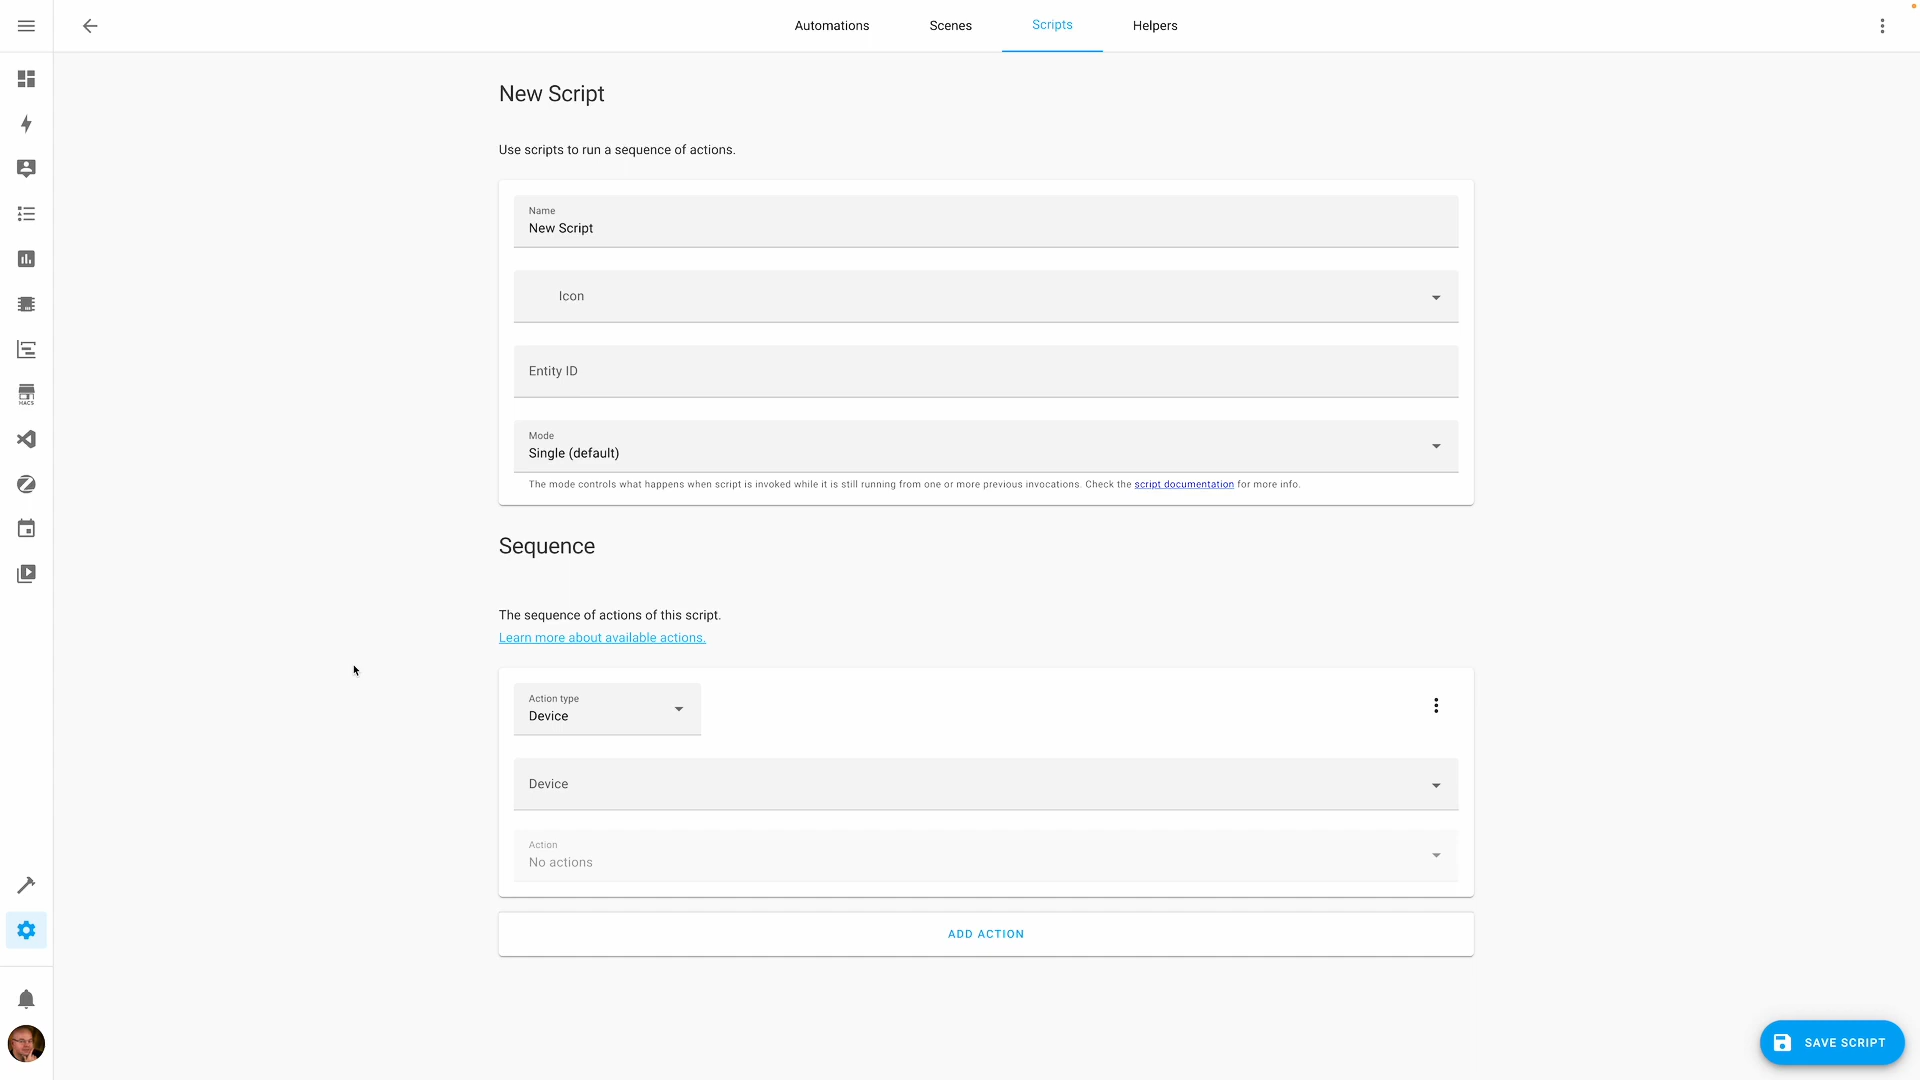 Automations
Scenes
Scripts
Helpers
New Script
Use scripts to run a sequence of actions.
Name
New Script
Icon
Entity ID
Mode
Single (default)
The mode controls what happens when script is invoked while it is still running from one or more previous invocations. Check the script documentation for more info.
HACS
Sequence
The sequence of actions of this script.
Learn more about available actions.
Action type
Device
Device
Action
No actions
ADD ACTION
SAVE SCRIPT